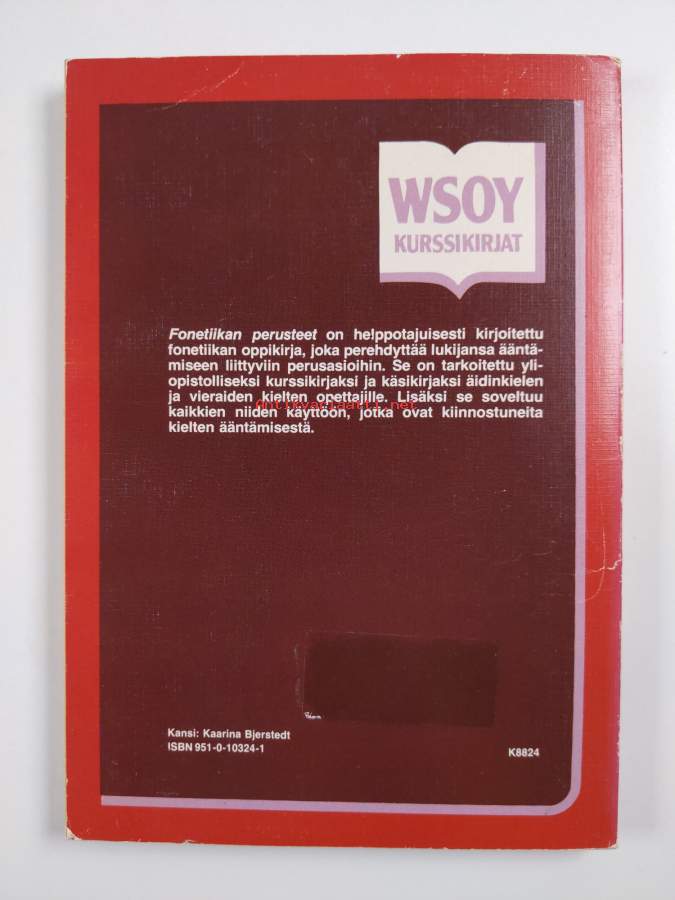 WSOY
KURSSIKIRJAT
Fonetiikan perusteet on helppotajuisesti kirjoitettu
fonetiikan oppikirja, joka perehdyttää lukijansa ääntä-
miseen liittyviin perusasioihin. Se on tarkoitettu yli-
opistolliseksi kurssikirjaksi ja käsikirjaksi äidinkielen
ja vieraiden kielten opettajille. Lisäksi se soveltuu
antikvariaatti.net
kaikkien niiden käyttöön, jotka ovat kiinnostuneita
kielten ääntämisestä.
Kansi: Kaarina Bjerstedt
ISBN 951-0-10324-1
K8824